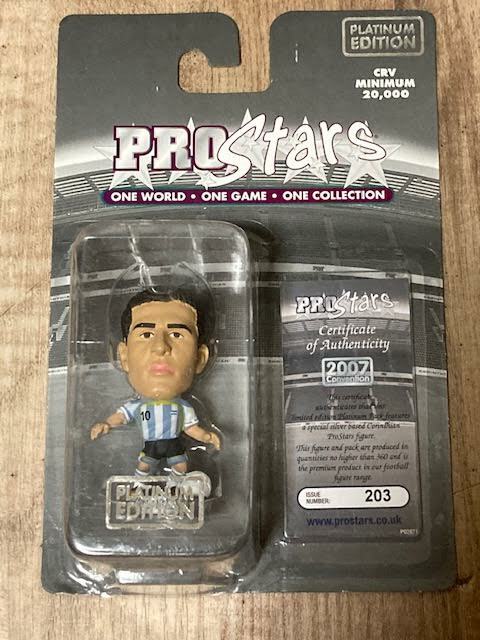 PLATINUM
EDITION
CRV
MINIMUM
20,000
PROStars
ONE WORLD • ONE GAME • ONE COLLECTION
10
PLATINUM
EDITION
PROStars
Certificate
of Authenticity
2007
Convention
This certificate
authenticates that this
limited edition Platinum Pack features
a special silver based Corinthian
ProStars figure.
This figure and pack are produced in
quantities no higher than 360 and is
the premium product in our football
figure range.
ISSUE
NUMBER: 203
www.prostars.co.uk